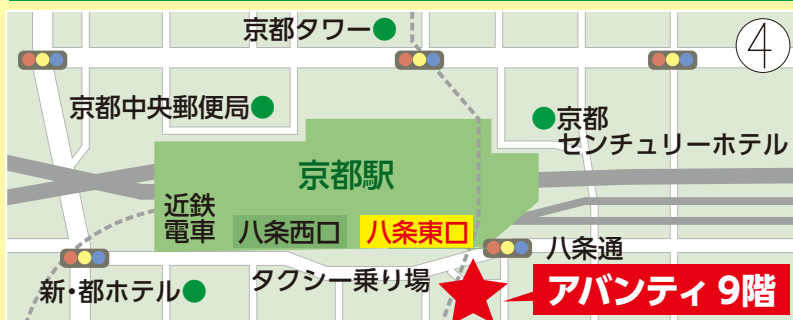 京都タワー
④
京都中央郵便局
京都
センチュリーホテル
京都駅
近鉄
電車
八条西口
八条東口
八条通
新・都ホテル
タクシー乗り場
アバンティ 9階